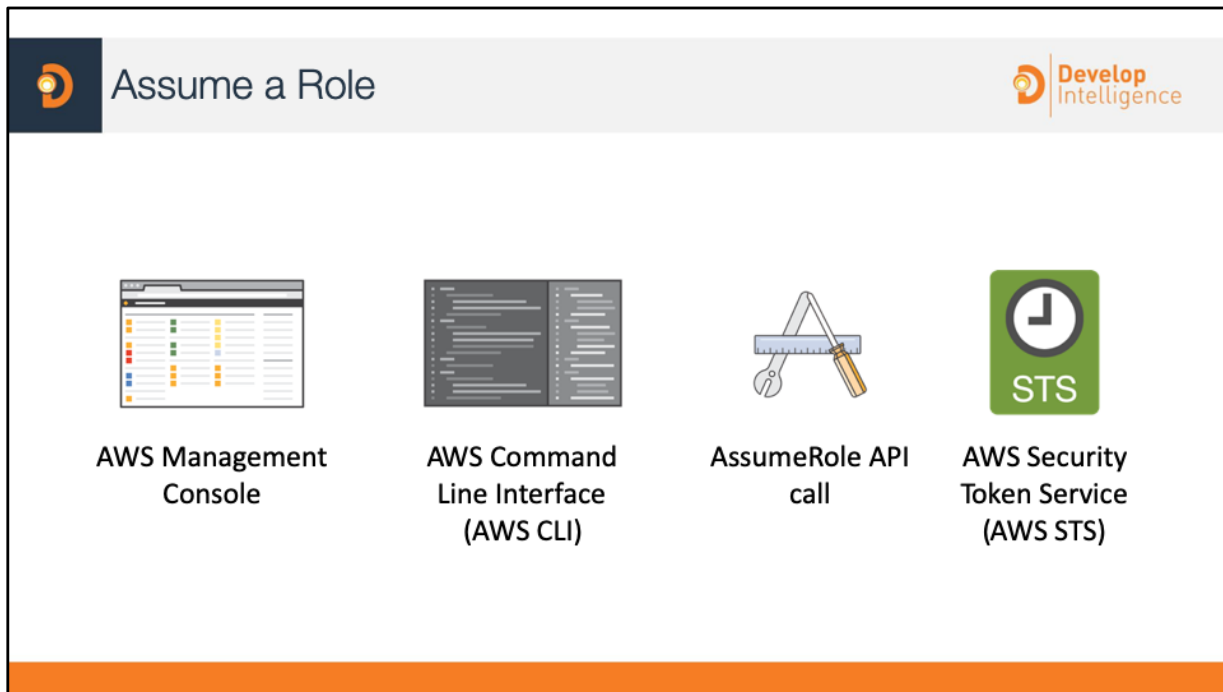 Assume a Role
Develop
Intelligence
STS
AWS Management
Console
AWS Command
Line Interface
(AWS CLI)
AssumeRole API
call
AWS Security
Token Service
(AWS STS)